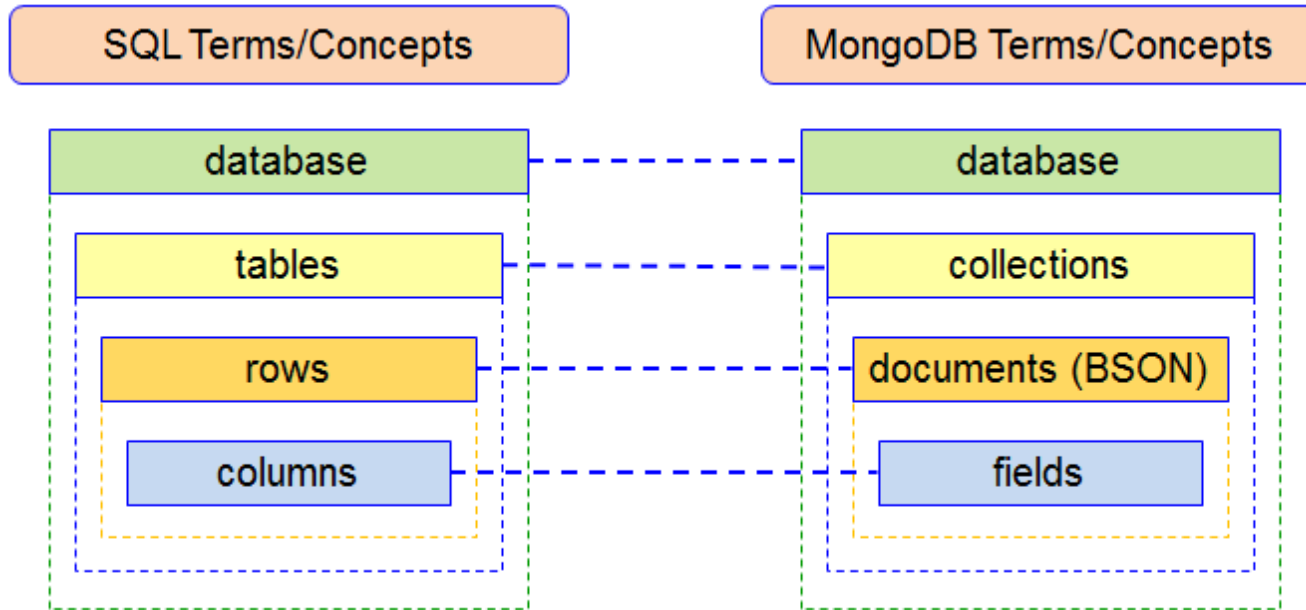 SQL Terms/Concepts
MongoDB Terms/Concepts
database
database
tables
collections
rows
documents (BSON)
columns
fields